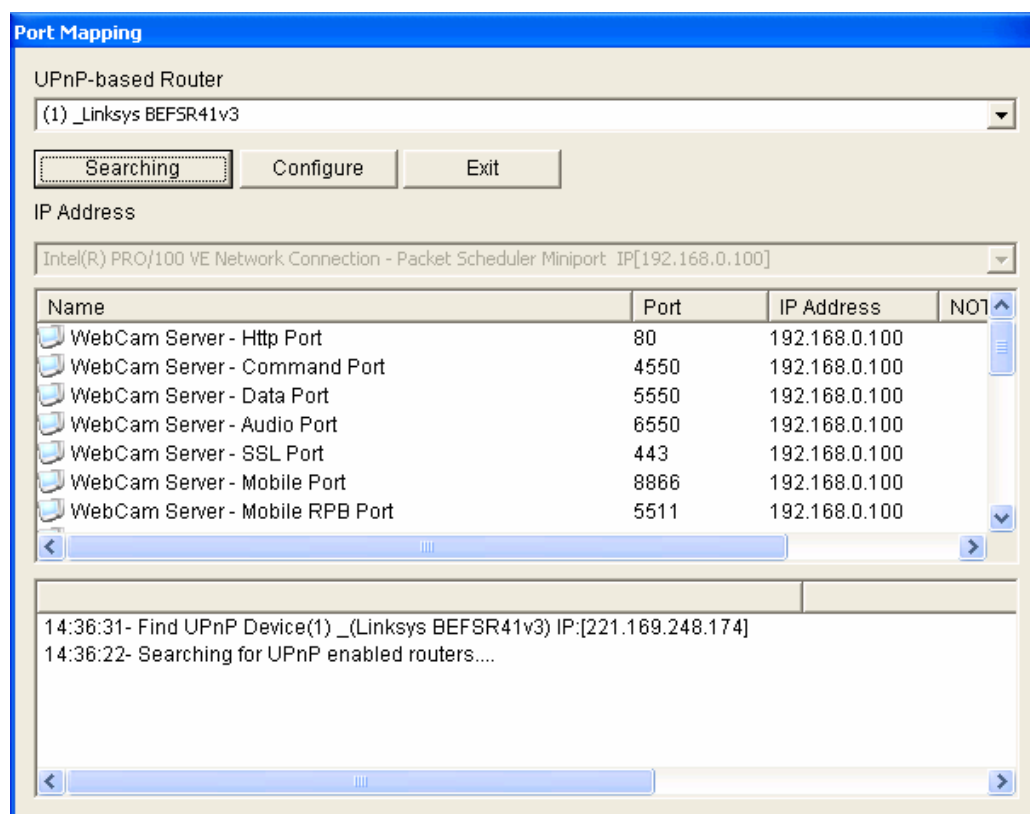 Port Mapping
UPnP-based Router
(1) _Linksys BEFSR41v3
Searching Configure Exit
IP Address
Intel(R) PRO/100 VE Network Connection - Packet Scheduler Miniport IP[192.168.0.100]
Name Port IP Address NOT
WebCam Server - Http Port 80 192.168.0.100
WebCam Server - Command Port 4550 192.168.0.100
WebCam Server - Data Port 5550 192.168.0.100
WebCam Server - Audio Port 6550 192.168.0.100
WebCam Server - SSL Port 443 192.168.0.100
WebCam Server - Mobile Port 8866 192.168.0.100
WebCam Server - Mobile RPB Port 5511 192.168.0.100
14:36:31- Find UPnP Device(1) _(Linksys BEFSR41v3) IP:[221.169.248.174]
14:36:22- Searching for UPnP enabled routers....